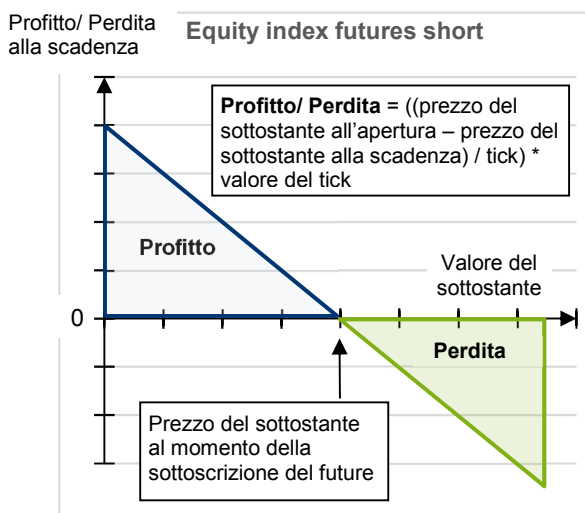 Profitto/ Perdita
alla scadenza
Equity index futures short
Profitto/ Perdita = ((prezzo del
sottostante all’apertura – prezzo del
sottostante alla scadenza) / tick) *
valore del tick
Profitto
Valore del
sottostante
0
Perdita
Prezzo del sottostante
al momento della
sottoscrizione del future